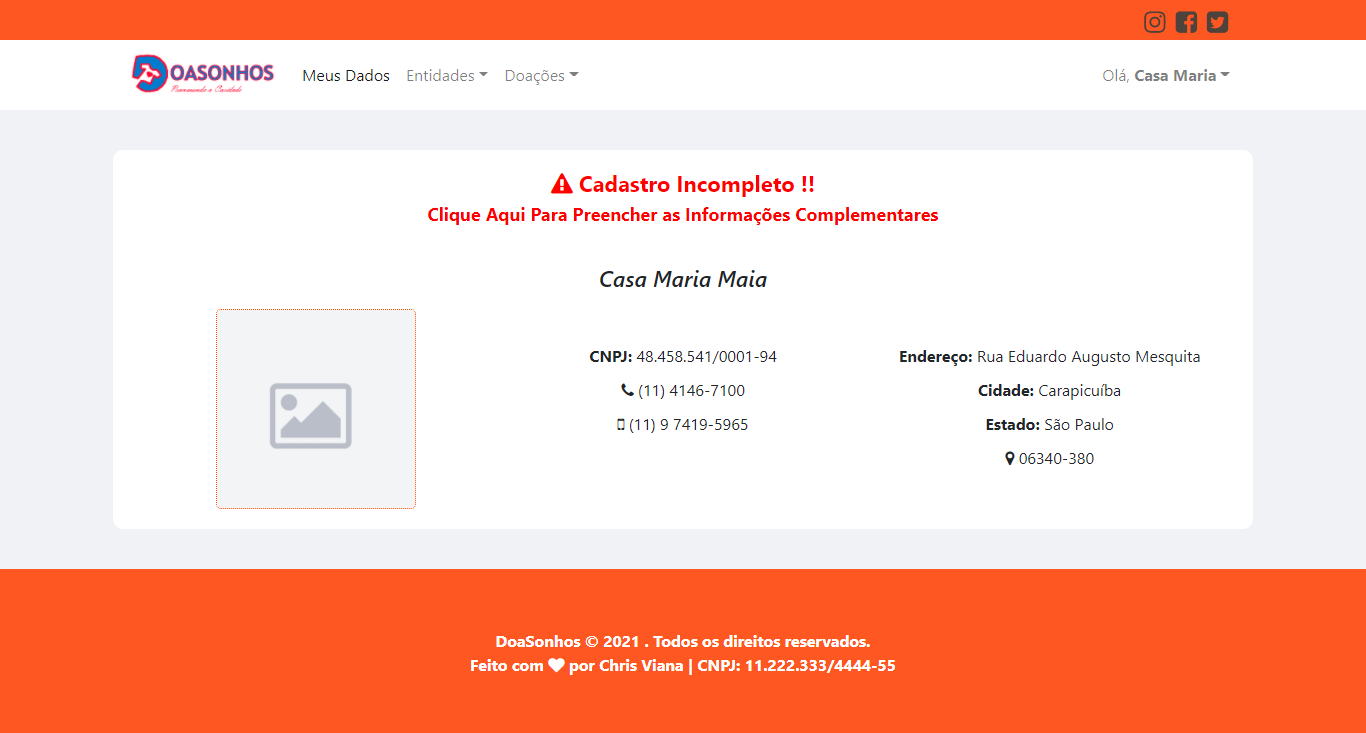 OASONHOS
Meus Dados
Entidades
Doações
Olá, Casa Maria
Cadastro Incompleto !!
Clique Aqui Para Preencher as Informações Complementares
Casa Maria Maia
CNPJ: 48.458.541/0001-94
(11) 4146-7100
(11) 9 7419-5965
Endereço: Rua Eduardo Augusto Mesquita
Cidade: Carapicuíba
Estado: São Paulo
06340-380
DoaSonhos © 2021 . Todos os direitos reservados.
Feito com por Chris Viana | CNPJ: 11.222.333/4444-55